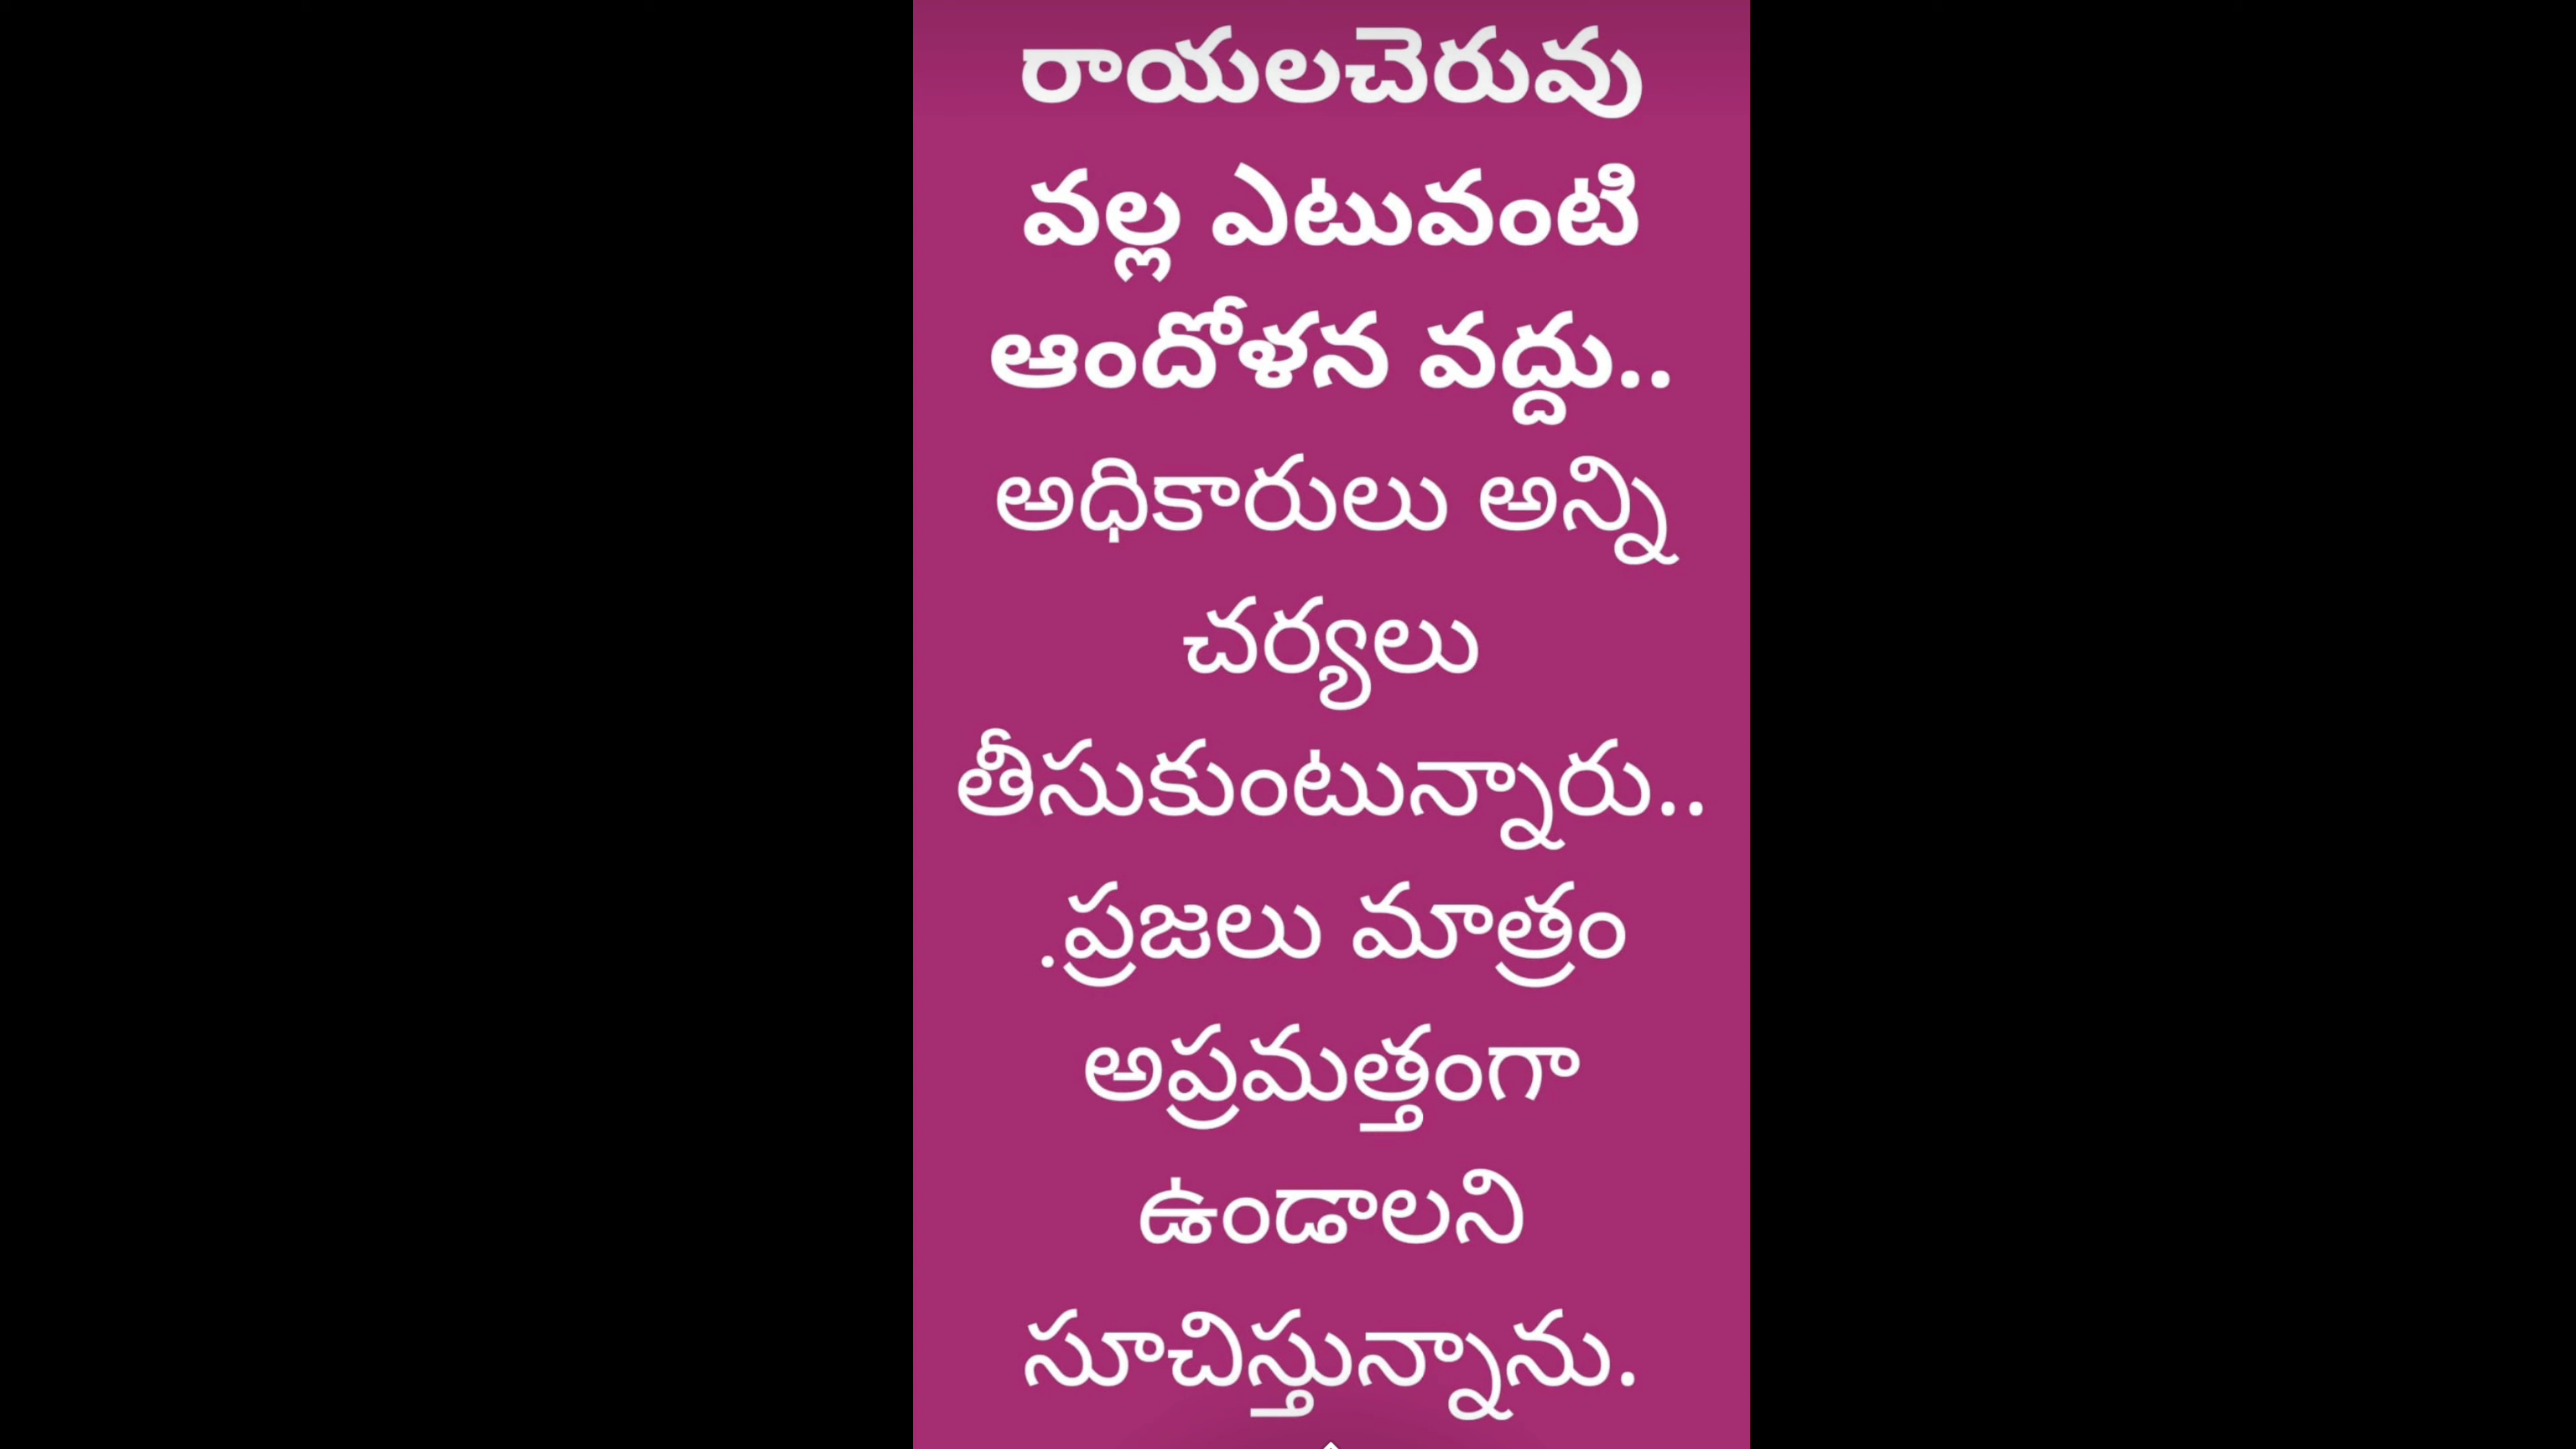 రాయలచెరువు
వల్ల ఎటువంటి
ఆందోళన వద్దు..
అధికారులు అన్ని
చర్యలు
తీసుకుంటున్నారు..
.ప్రజలు మాత్రం
అప్రమత్తంగా
ఉండాలని
సూచిస్తున్నాను.